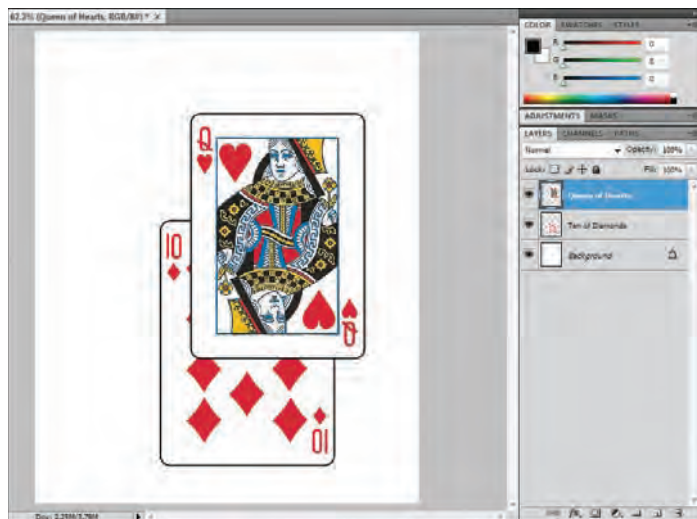 62.3% (Queen of Hearts, RGB/8#) * ×
COLOR SWATCHES STYLES
R 0
G 0
B 0
ADJUSTMENTS MASKS
LAYERS CHANNELS PATHS
Normal Opacity: 100%
Lock: Fill: 100%
Queen of Hearts
Ten of Diamonds
Background
Q
10
Q
10